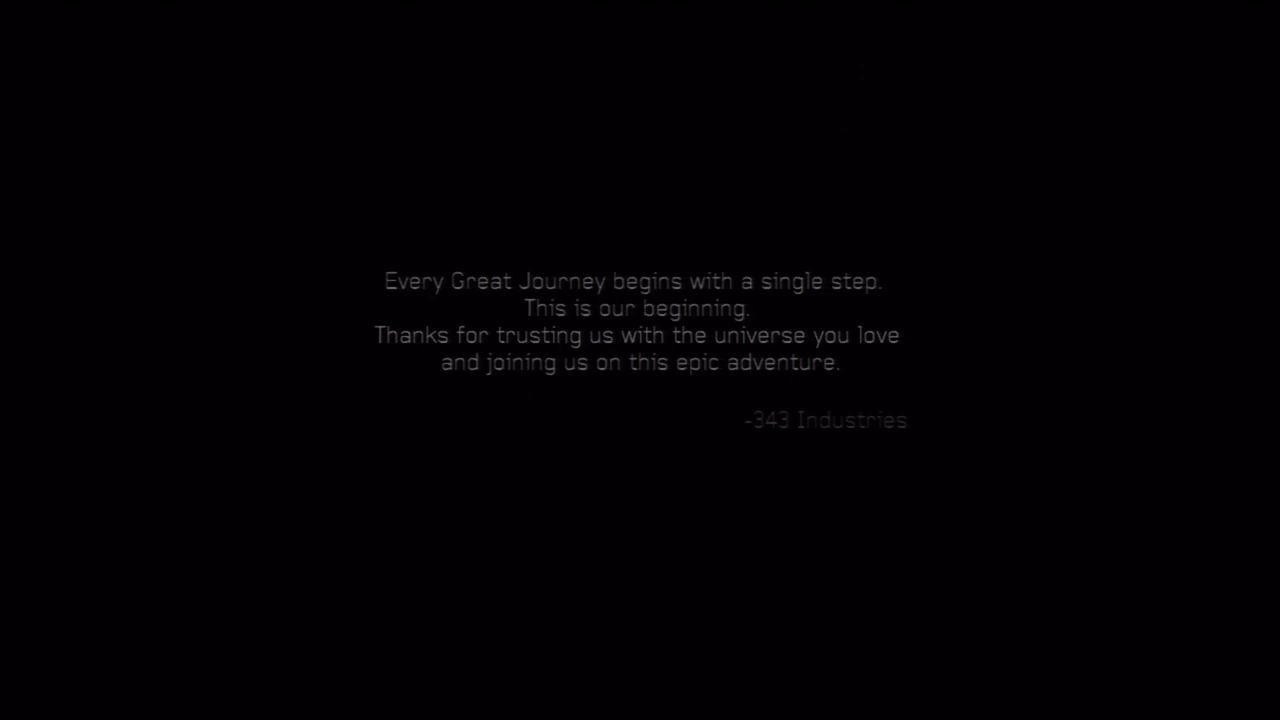 Every Great Journey begins with a single step.
This is our beginning.
Thanks for trusting us with the universe you love
and joining us on this epic adventure.
-343 Industries